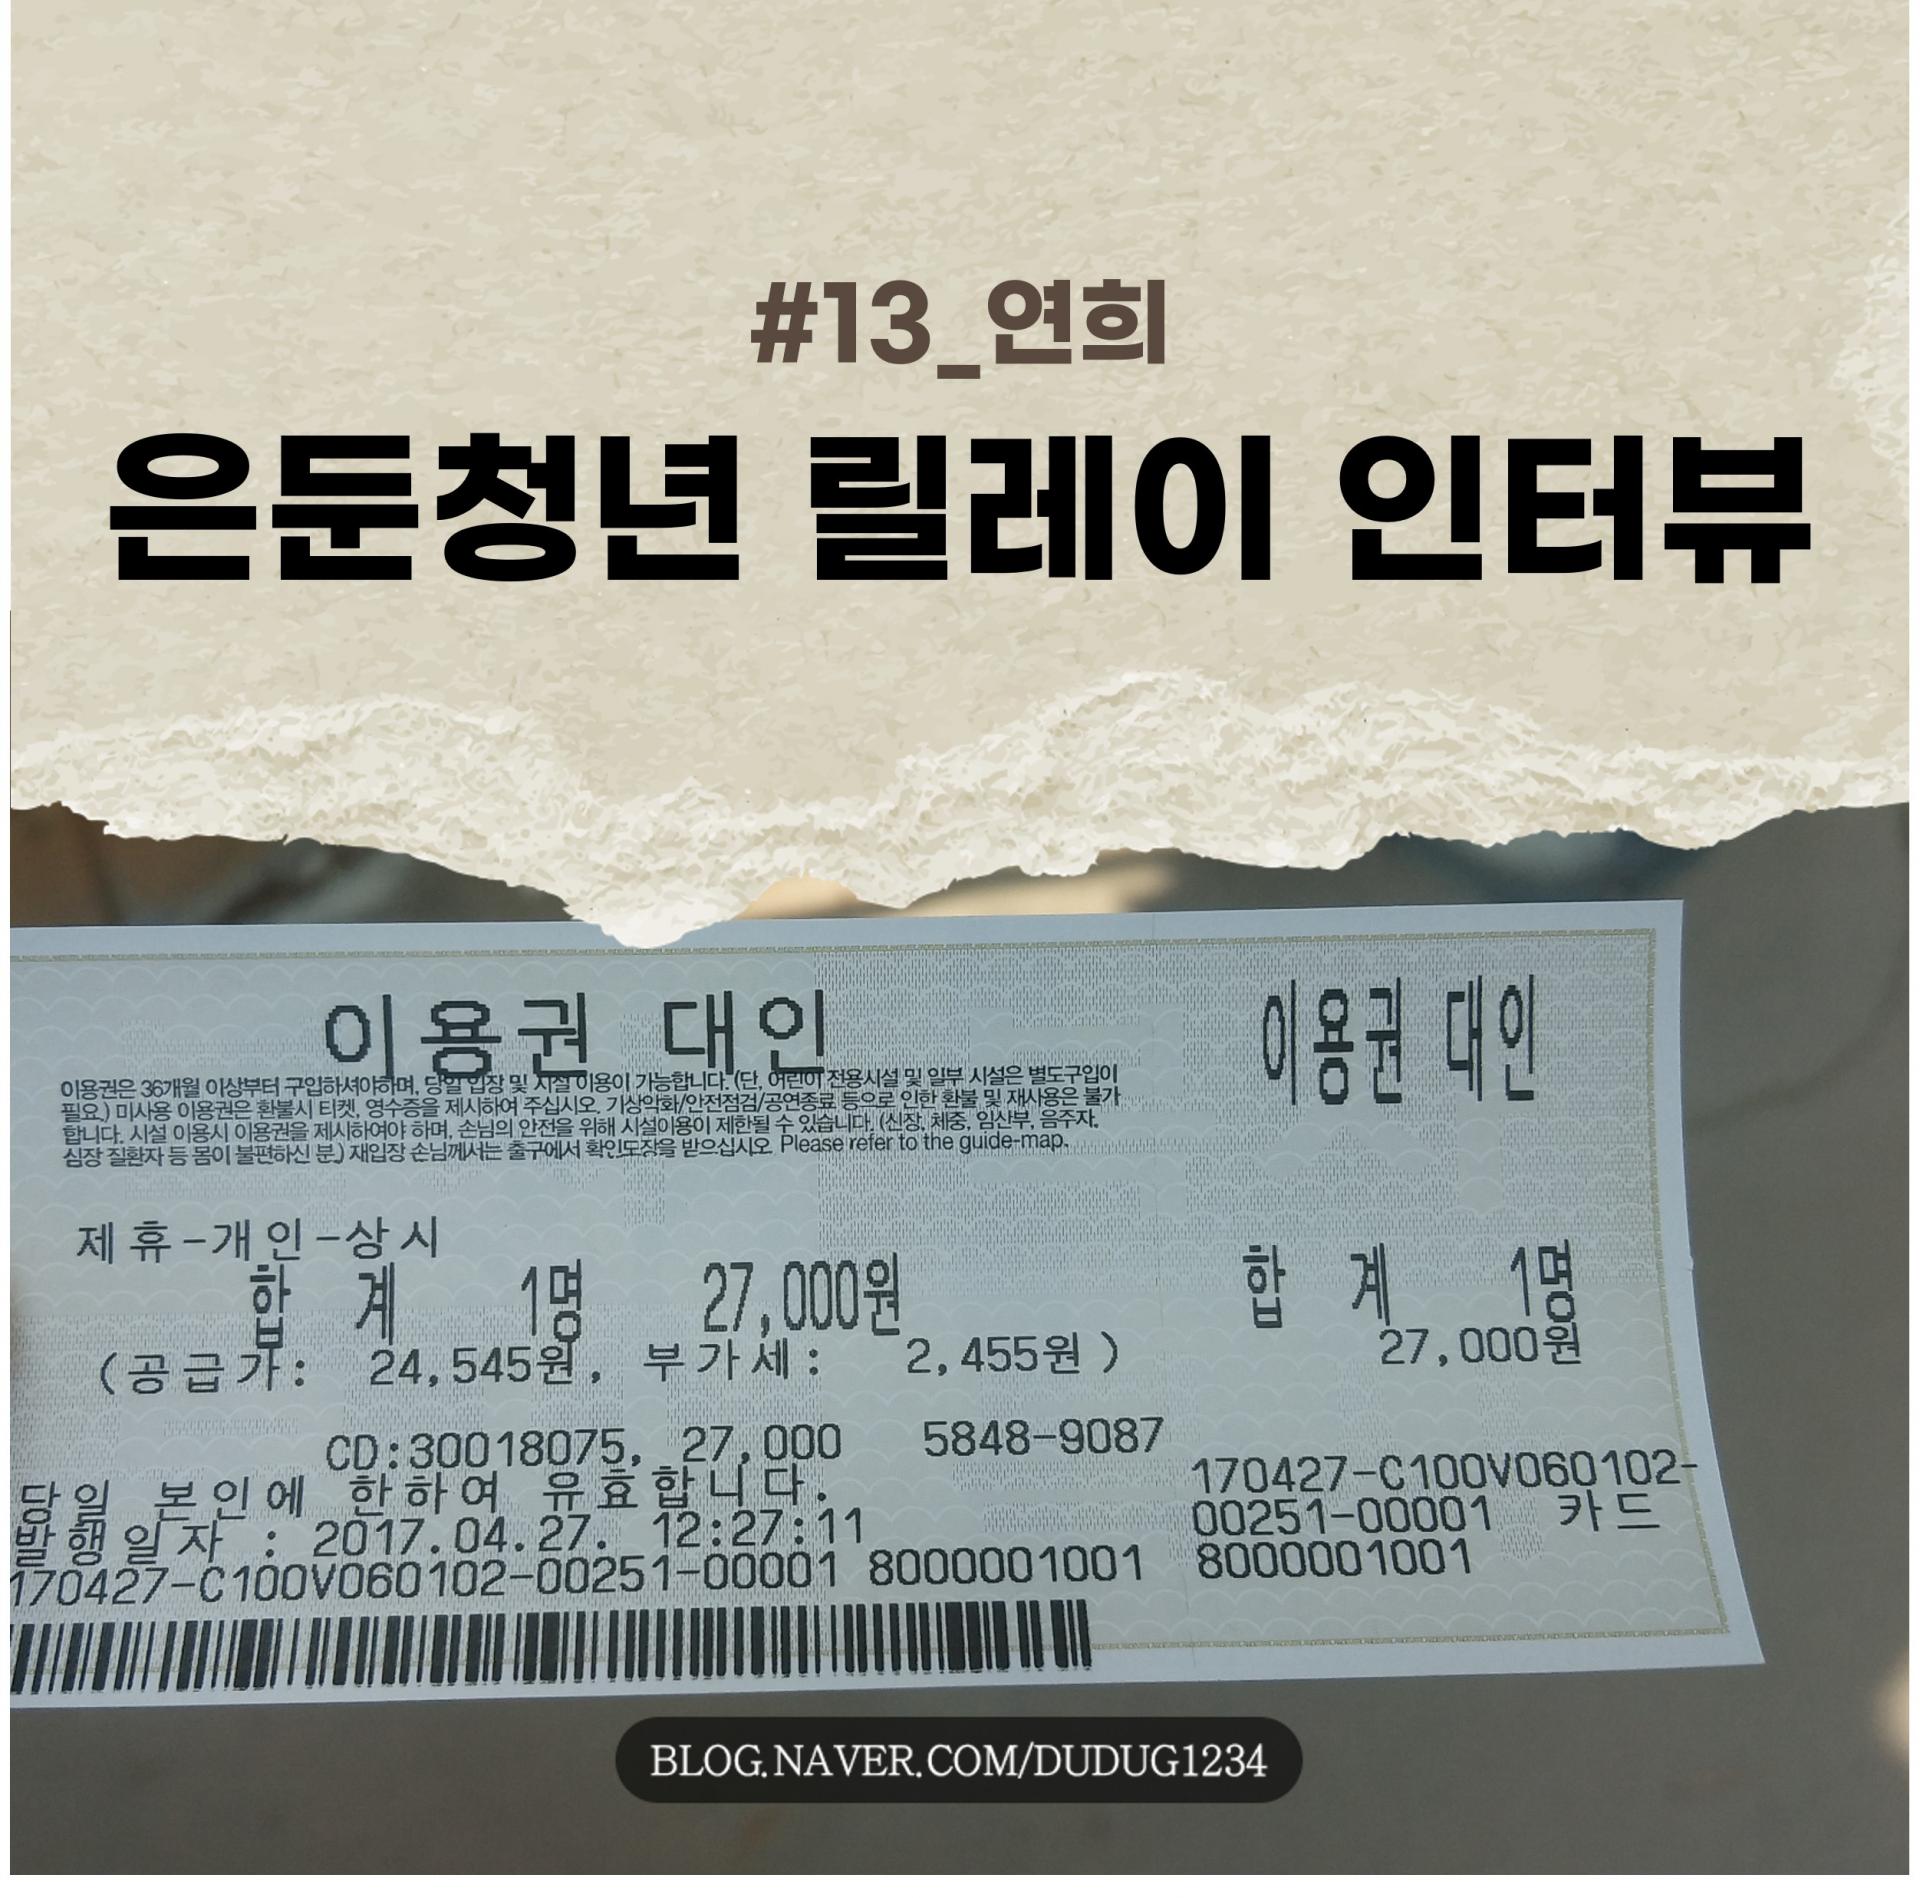 #13_연희
은둔청년 릴레이 인터뷰
이용권 대인
이용권은 36개월 이상부터 구입하셔야하며, 당일 입장 및 시설 이용이 가능합니다. (단, 어린이 전용시설 및 일부 시설은 별도구입이
필요.) 미사용 이용권은 환불시 티켓, 영수증을 제시하여 주십시오. 기상악화/안전점검/공연종료 등으로 인한 환불 및 재사용은 불가
합니다. 시설 이용시 이용권을 제시하여야 하며, 손님의 안전을 위해 시설이용이 제한될 수 있습니다. (신장, 체중, 임산부, 음주자,
심장 질환자 등 몸이 불편하신 분.) 재입장 손님께서는 출구에서 확인도장을 받으십시오. Please refer to the guide-map.
제휴-개인-상시
합 계 1명 27,000원
(공급가: 24,545원, 부가세: 2,455원)
CD:30018075, 27,000 5848-9087
당일 본인에 한하여 유효합니다.
발행일자 : 2017.04.27. 12:27:11
170427-C100V060102-00251-00001 8000001001
이용권 대인
합 계 1명
27,000원
170427-C100V060102-
00251-00001 카드
8000001001
BLOG.NAVER.COM/DUDUG1234